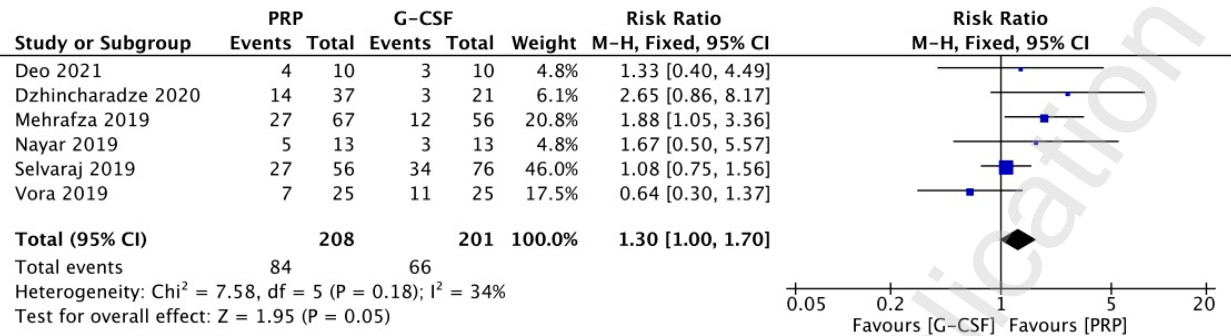 PRP G-CSF Risk Ratio Risk Ratio
Study or Subgroup Events Total Events Total Weight M-H, Fixed, 95% CI M-H, Fixed, 95% CI
Deo 2021 4 10 3 10 4.8% 1.33 [0.40, 4.49]
Dzhincharadze 2020 14 37 3 21 6.1% 2.65 [0.86, 8.17]
Mehrafza 2019 27 67 12 56 20.8% 1.88 [1.05, 3.36]
Nayar 2019 5 13 3 13 4.8% 1.67 [0.50, 5.57]
Selvaraj 2019 27 56 34 76 46.0% 1.08 [0.75, 1.56]
Vora 2019 7 25 11 25 17.5% 0.64 [0.30, 1.37]
Total (95% CI) 208 201 100.0% 1.30 [1.00, 1.70]
Total events 84 66
Heterogeneity: Chi² = 7.58, df = 5 (P = 0.18); I² = 34%
Test for overall effect: Z = 1.95 (P = 0.05)
0.05 0.2 1 5 20
Favours [G-CSF] Favours [PRP]
lication